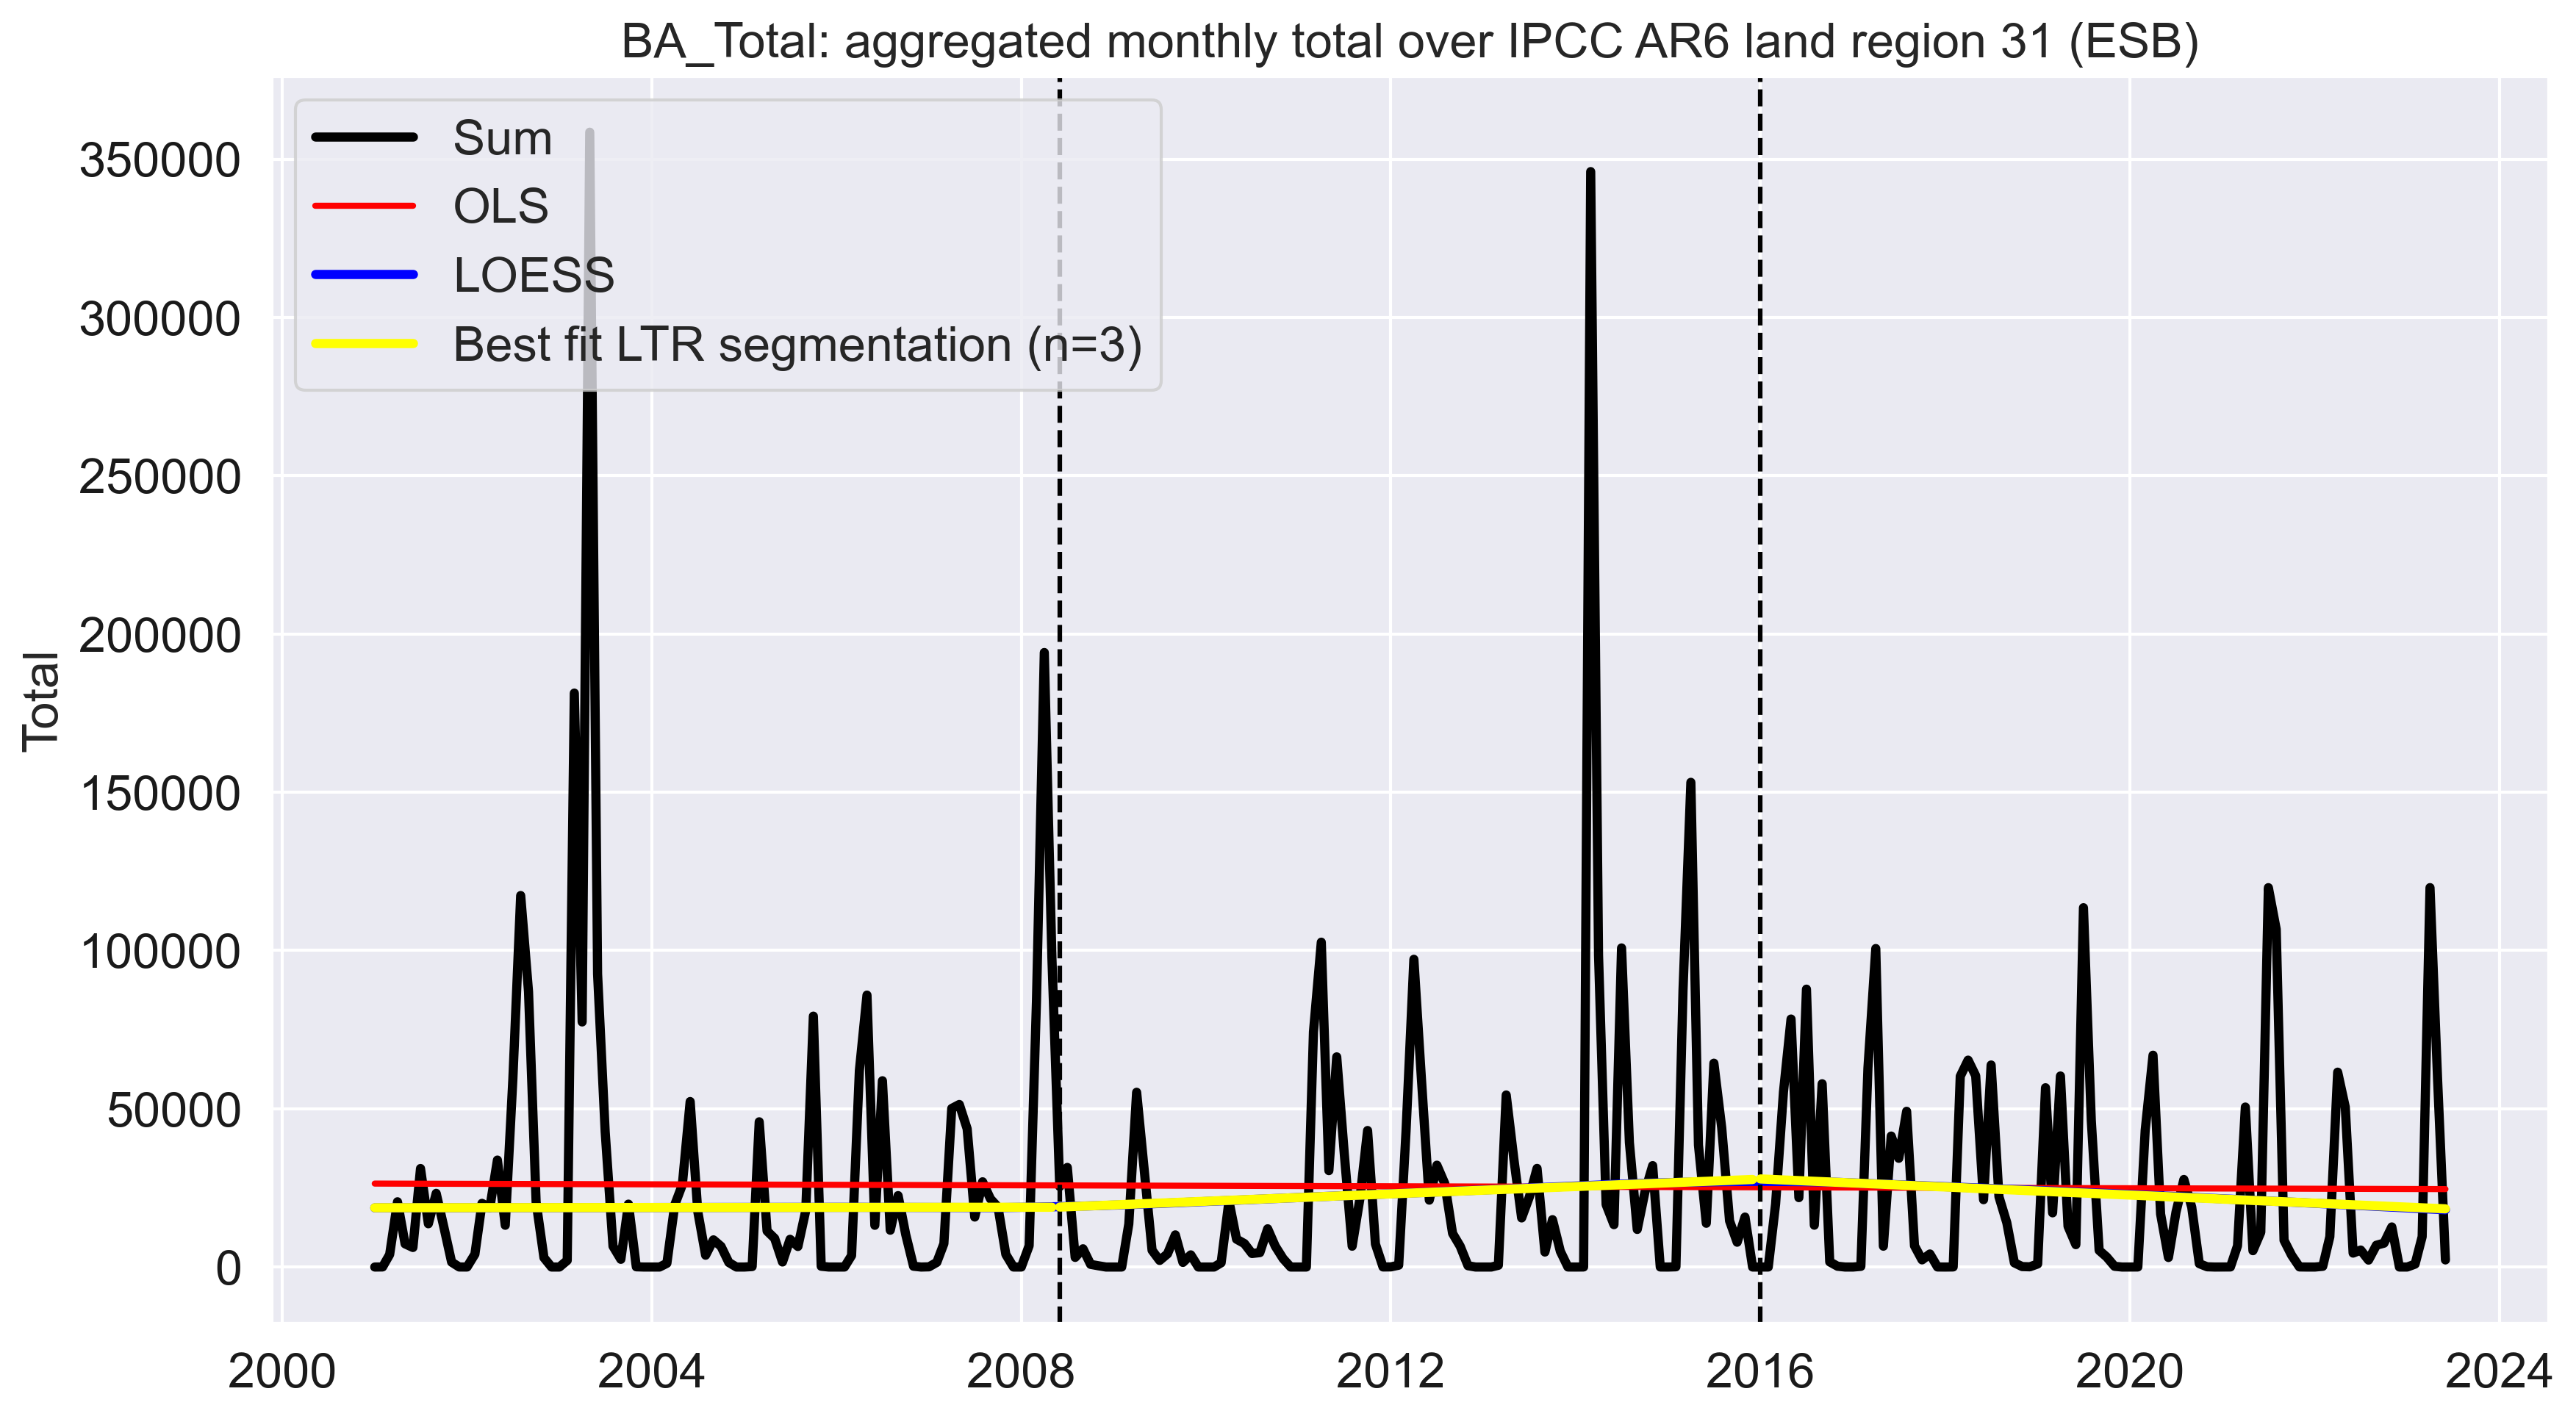 BA_Total: aggregated monthly total over IPCC AR6 land region 31 (ESB)
Sum
OLS
LOESS
Best fit LTR segmentation (n=3)
350000
300000
250000
200000
150000
100000
50000
0
Total
2000 2004 2008 2012 2016 2020 2024